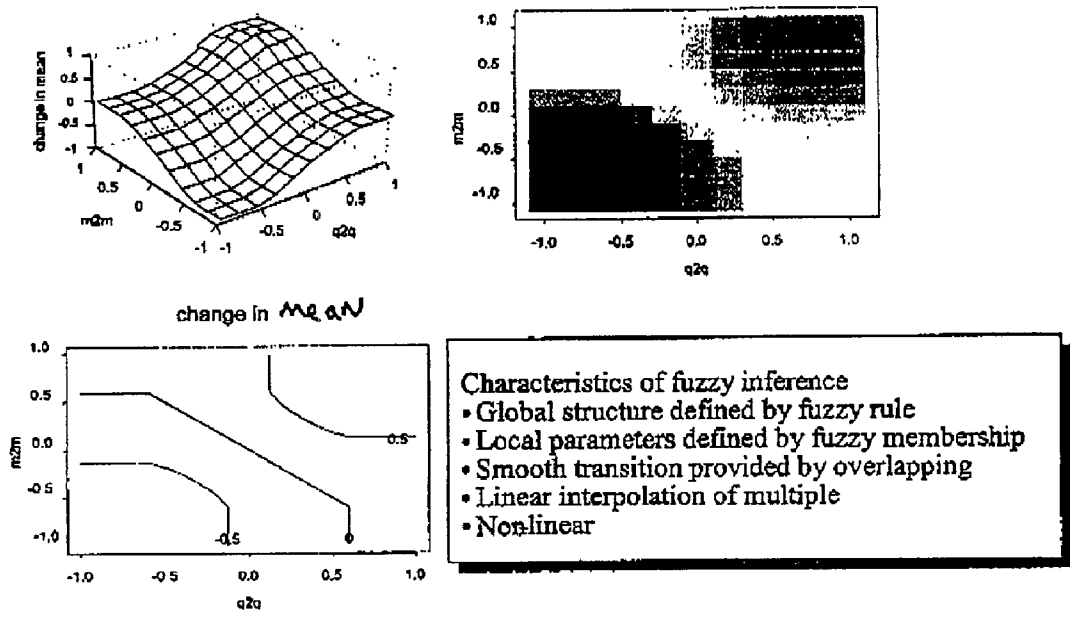 change in mean
1
0.5
0
-0.5
-1
1
0.5
0
-0.5
-1
m2m
-1
-0.5
0
0.5
1
q2q
1.0
0.5
0.0
-0.5
-1.0
m2m
-1.0
-0.5
0.0
0.5
1.0
q2q
change in MEAN
1.0
0.5
0.0
-0.5
-1.0
m2m
0.5
-0.5
0
-1.0
-0.5
0.0
0.5
1.0
q2q
Characteristics of fuzzy inference
• Global structure defined by fuzzy rule
• Local parameters defined by fuzzy membership
• Smooth transition provided by overlapping
• Linear interpolation of multiple
• Nonlinear